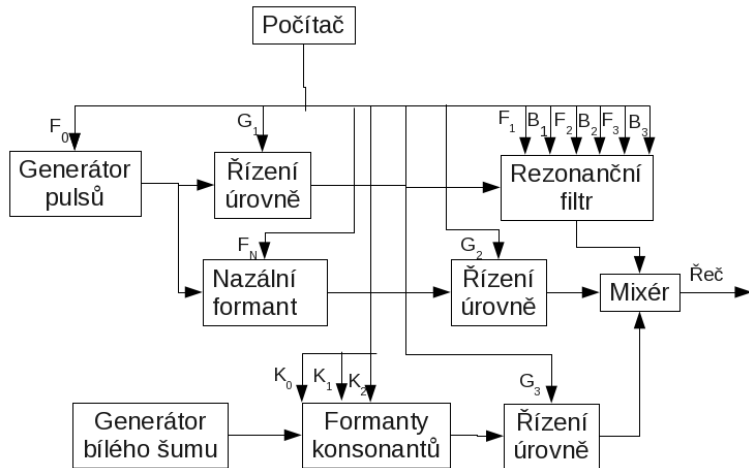 Počítač
F0
G1
F1
B1
F2
B2
F3
B3
Generátor
pulsů
Řízení
úrovně
Rezonanční
filtr
FN
G2
Nazální
formant
Řízení
úrovně
Mixér
Řeč
K0
K1
K2
G3
Generátor
bílého šumu
Formanty
konsonantů
Řízení
úrovně